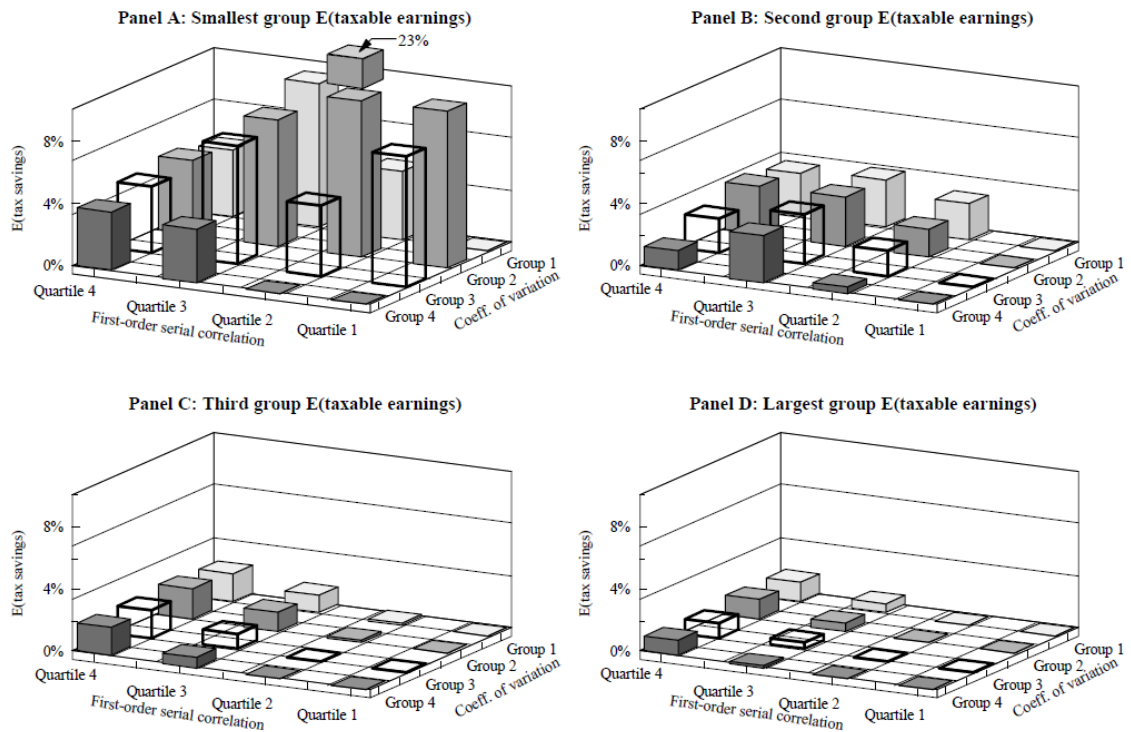 Panel A: Smallest group E(taxable earnings)
23%
8%
4%
0%
E(tax savings)
Quartile 4
Quartile 3
Quartile 2
Quartile 1
First-order serial correlation
Group 1
Group 2
Group 3
Group 4
Coeff. of variation
Panel B: Second group E(taxable earnings)
8%
4%
0%
E(tax savings)
Quartile 4
Quartile 3
Quartile 2
Quartile 1
First-order serial correlation
Group 1
Group 2
Group 3
Group 4
Coeff. of variation
Panel C: Third group E(taxable earnings)
8%
4%
0%
E(tax savings)
Quartile 4
Quartile 3
Quartile 2
Quartile 1
First-order serial correlation
Group 1
Group 2
Group 3
Group 4
Coeff. of variation
Panel D: Largest group E(taxable earnings)
8%
4%
0%
E(tax savings)
Quartile 4
Quartile 3
Quartile 2
Quartile 1
First-order serial correlation
Group 1
Group 2
Group 3
Group 4
Coeff. of variation